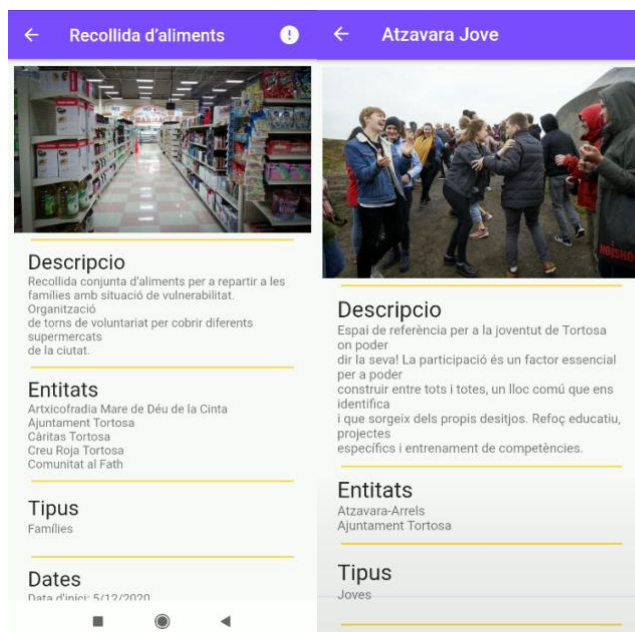 Recollida d'aliments
Descripcio
Recollida conjunta d'aliments per a repartir a les
famílies amb situació de vulnerabilitat.
Organització
de torns de voluntariat per cobrir diferents
supermercats
de la ciutat.
Entitats
Artxicofradia Mare de Déu de la Cinta
Ajuntament Tortosa
Càritas Tortosa
Creu Roja Tortosa
Comunitat al Fath
Tipus
Famílies
Dates
Data d'inici: 5/12/2020
Atzavara Jove
Descripcio
Espai de referència per a la joventut de Tortosa
on poder
dir la seva! La participació és un factor essencial
per a poder
construir entre tots i totes, un lloc comú que ens
identifica
i que sorgeix dels propis desitjos. Refoç educatiu,
projectes
específics i entrenament de competències.
Entitats
Atzavara-Arrels
Ajuntament Tortosa
Tipus
Joves